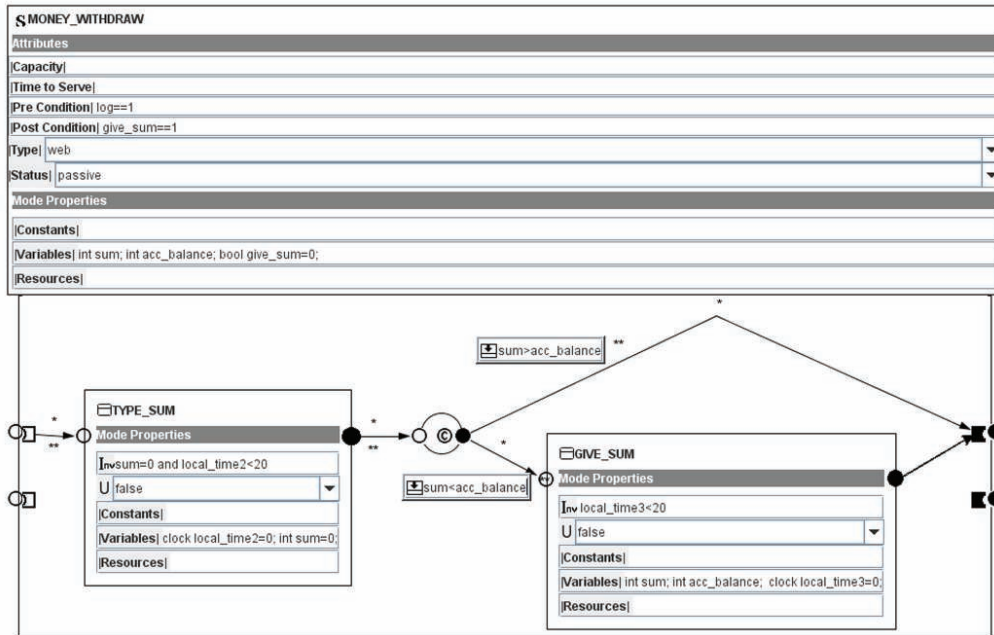 S MONEY_WITHDRAW
Attributes
|Capacity|
|Time to Serve|
|Pre Condition| log==1
|Post Condition| give_sum==1
|Type| web
|Status| passive
Mode Properties
|Constants|
|Variables| int sum; int acc_balance; bool give_sum=0;
|Resources|
*
sum>acc_balance
**
TYPE_SUM
Mode Properties
Inv sum=0 and local_time2<20
U false
|Constants|
|Variables| clock local_time2=0; int sum=0;
|Resources|
*
**
*
**
C
*
sum<acc_balance
GIVE_SUM
Mode Properties
Inv local_time3<20
U false
|Constants|
|Variables| int sum; int acc_balance; clock local_time3=0;
|Resources|